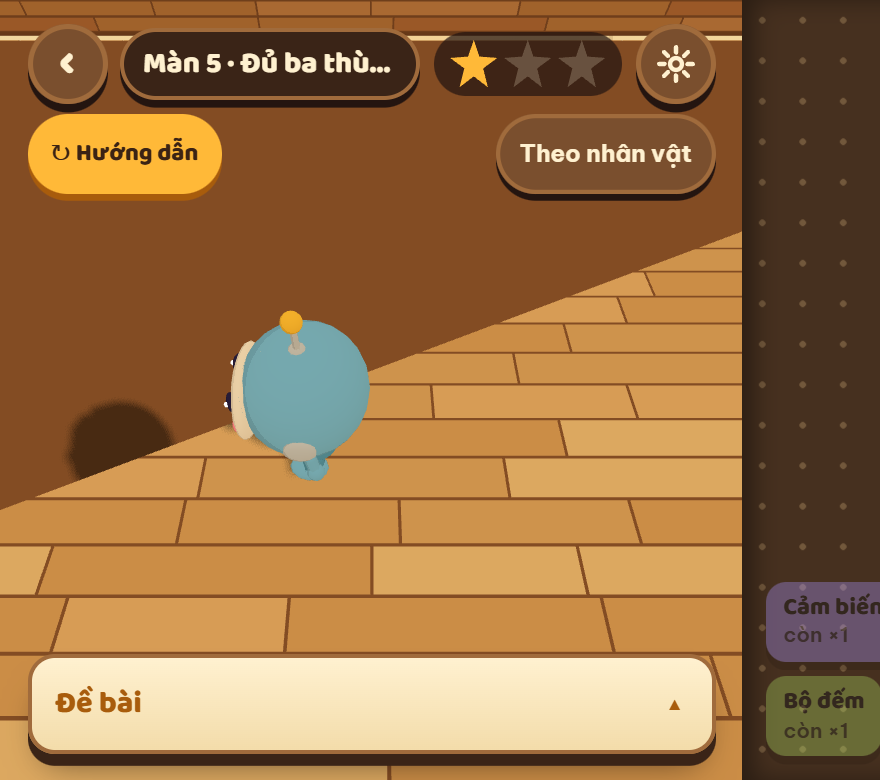 Màn 5 · Đủ ba thù...
↻ Hướng dẫn
Theo nhân vật
Cảm biến
còn ×1
Bộ đếm
còn ×1
Đề bài